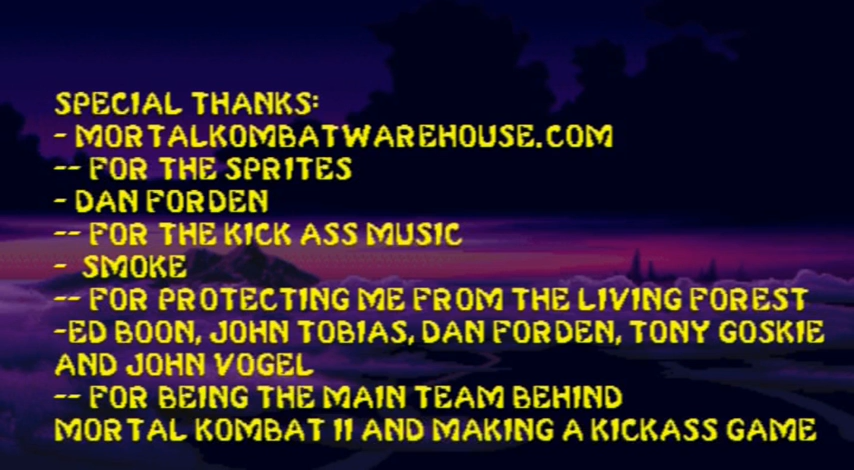 SPECIAL THANKS:
- MORTALKOMBATWAREHOUSE.COM
-- FOR THE SPRITES
- DAN FORDEN
-- FOR THE KICK ASS MUSIC
- SMOKE
-- FOR PROTECTING ME FROM THE LIVING FOREST
-ED BOON, JOHN TOBIAS, DAN FORDEN, TONY GOSKIE
AND JOHN VOGEL
-- FOR BEING THE MAIN TEAM BEHIND
MORTAL KOMBAT II AND MAKING A KICKASS GAME